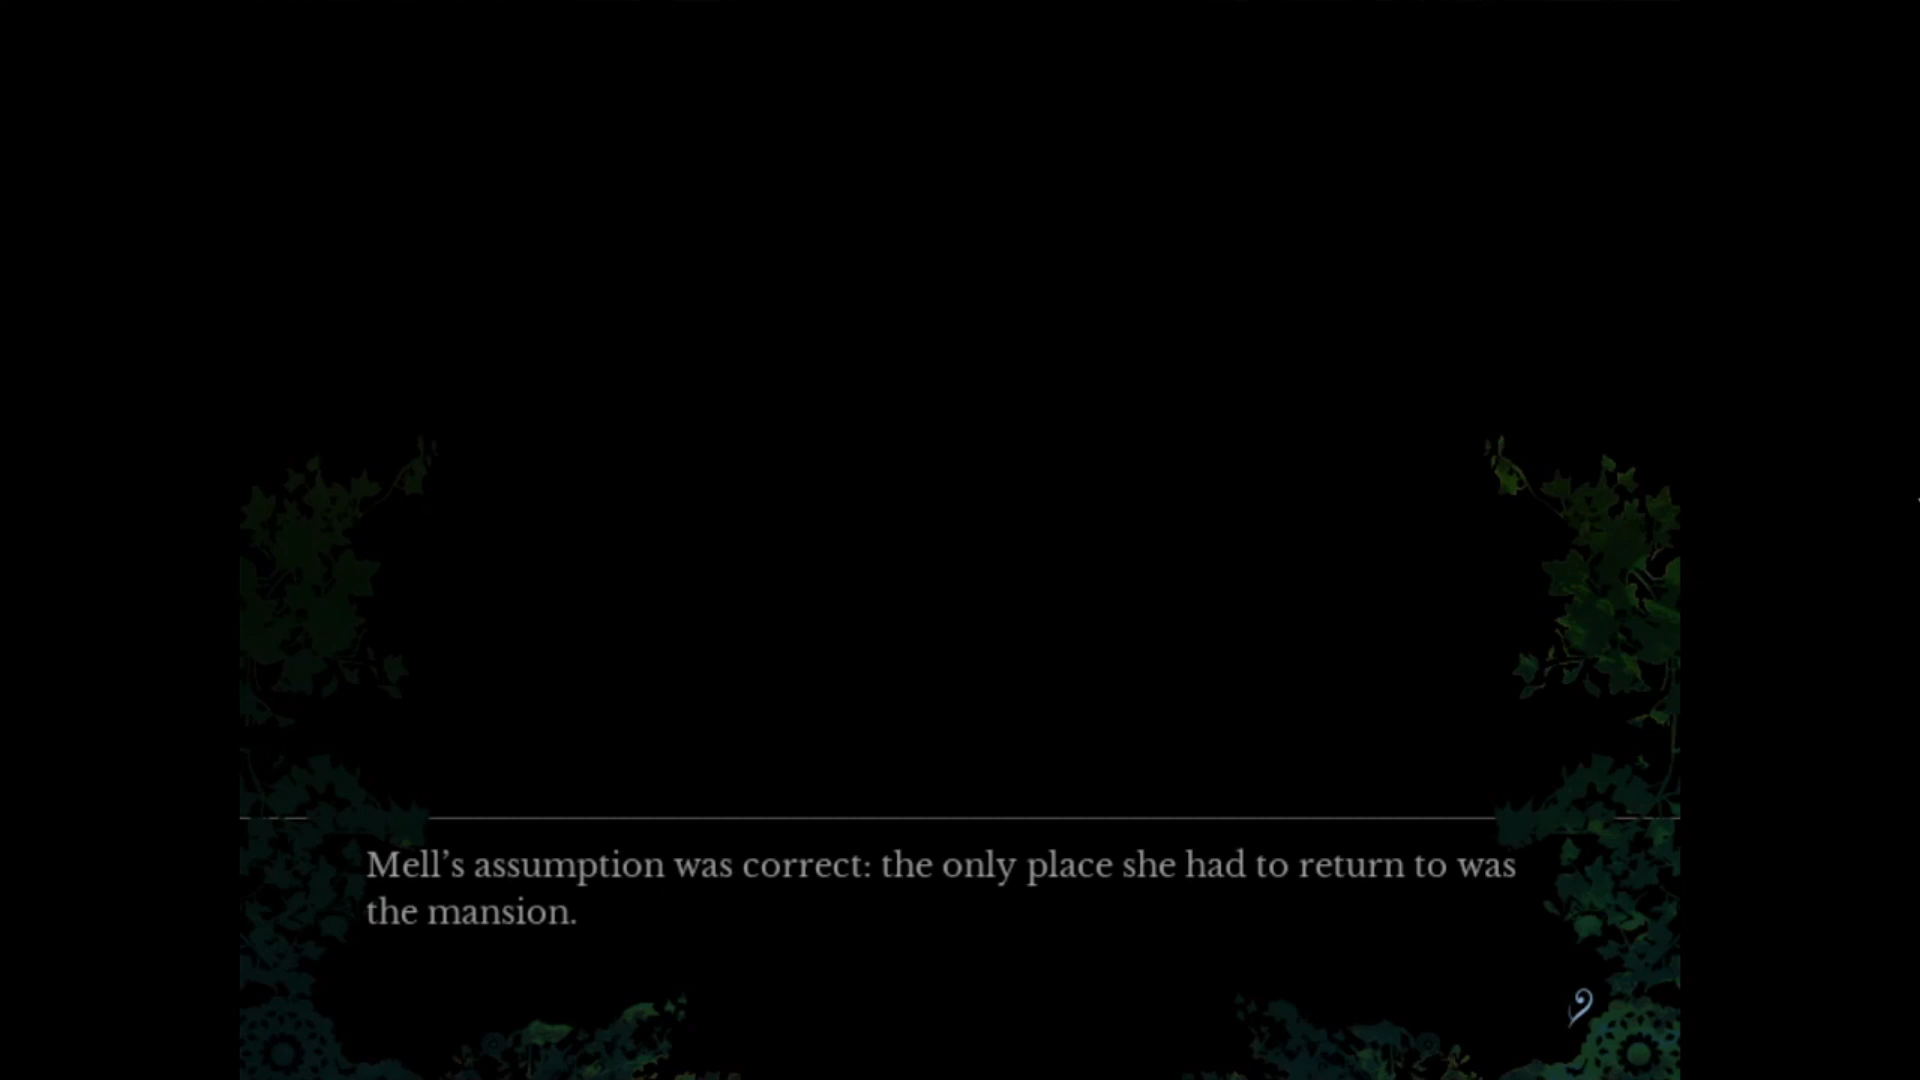 Mell’s assumption was correct: the only place she had to return to was
the mansion.